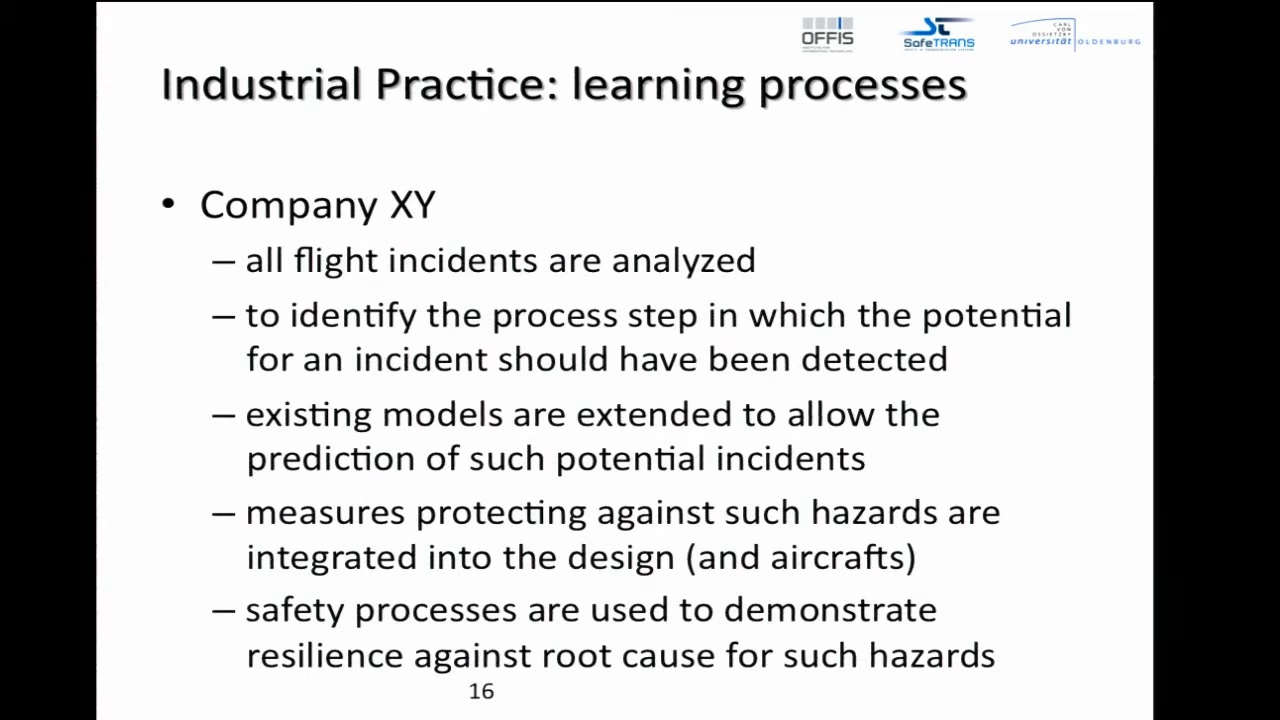 OFFIS
SafeTRANS
CARL
VON
OSSIETZKY
universität OLDENBURG
Industrial Practice: learning processes
• Company XY
– all flight incidents are analyzed
– to identify the process step in which the potential
for an incident should have been detected
– existing models are extended to allow the
prediction of such potential incidents
– measures protecting against such hazards are
integrated into the design (and aircrafts)
– safety processes are used to demonstrate
resilience against root cause for such hazards
16